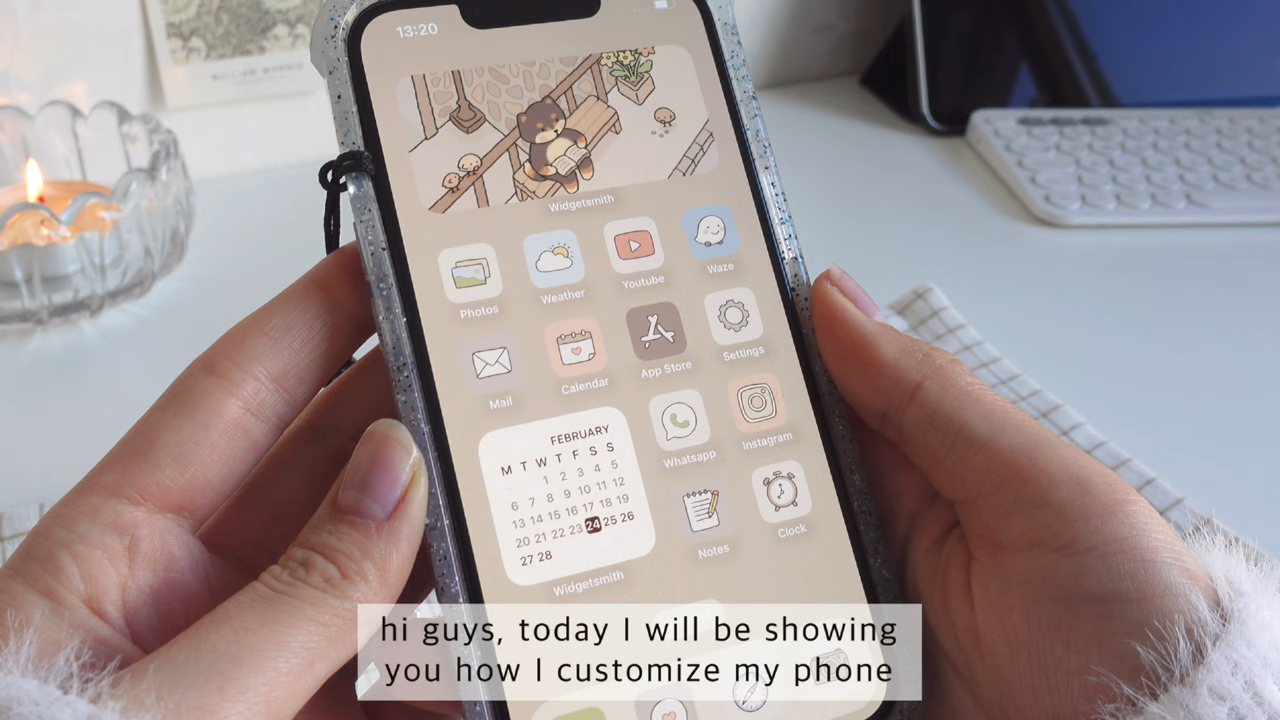 13:20
Widgetsmith
Photos Weather Youtube Waze
Mail Calendar App Store Settings
FEBRUARY
M T W T F S S
1 2 3 4 5
6 7 8 9 10 11 12
13 14 15 16 17 18 19
20 21 22 23 24 25 26
27 28
Widgetsmith
Whatsapp Instagram
Notes Clock
hi guys, today I will be showing
you how I customize my phone